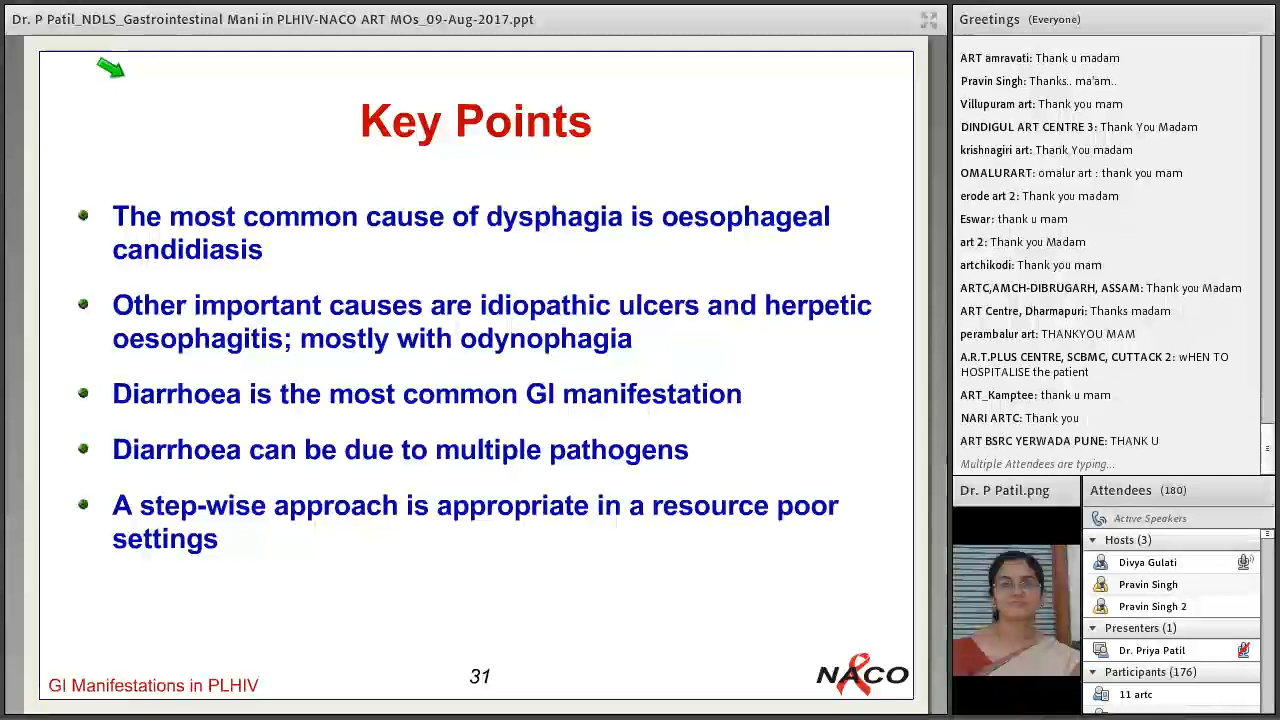 Dr. P Patil_NDLS_Gastrointestinal Mani in PLHIV-NACO ART MOs_09-Aug-2017.ppt
Key Points
The most common cause of dysphagia is oesophageal
candidiasis
Other important causes are idiopathic ulcers and herpetic
oesophagitis; mostly with odynophagia
Diarrhoea is the most common GI manifestation
Diarrhoea can be due to multiple pathogens
A step-wise approach is appropriate in a resource poor
settings
GI Manifestations in PLHIV
31
NACO
Greetings (Everyone)
ART amravati: Thank u madam
Pravin Singh: Thanks.. ma'am..
Villupuram art: Thank you mam
DINDIGUL ART CENTRE 3: Thank You Madam
krishnagiri art: Thank You madam
OMALURART: omalur art : thank you mam
erode art 2: Thank you madam
Eswar: thank u mam
art 2: Thank you Madam
artchikodi: Thank you mam
ARTC,AMCH-DIBRUGARH, ASSAM: Thank you Madam
ART Centre, Dharmapuri: Thanks madam
perambalur art: THANKYOU MAM
A.R.T.PLUS CENTRE, SCBMC, CUTTACK 2: wHEN TO
HOSPITALISE the patient
ART_Kamptee: thank u mam
NARI ARTC: Thank you
ART BSRC YERWADA PUNE: THANK U
Multiple Attendees are typing...
Dr. P Patil.png
Attendees (180)
Active Speakers
Hosts (3)
Divya Gulati
Pravin Singh
Pravin Singh 2
Presenters (1)
Dr. Priya Patil
Participants (176)
11 artc